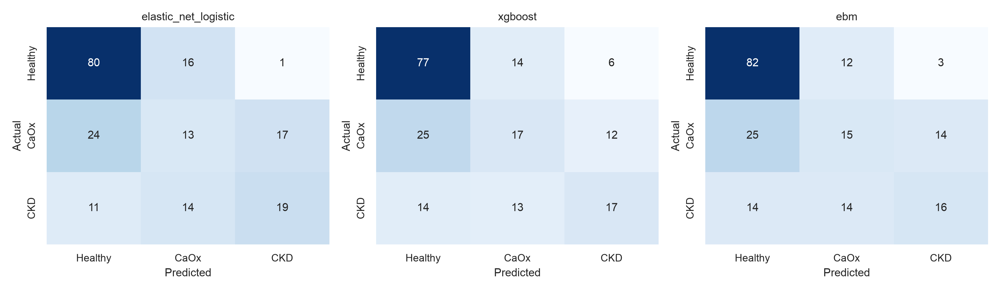 elastic_net_logistic
Healthy 80 16 1
CaOx 24 13 17
CKD 11 14 19
Actual
Healthy CaOx CKD
Predicted
xgboost
Healthy 77 14 6
CaOx 25 17 12
CKD 14 13 17
Actual
Healthy CaOx CKD
Predicted
ebm
Healthy 82 12 3
CaOx 25 15 14
CKD 14 14 16
Actual
Healthy CaOx CKD
Predicted